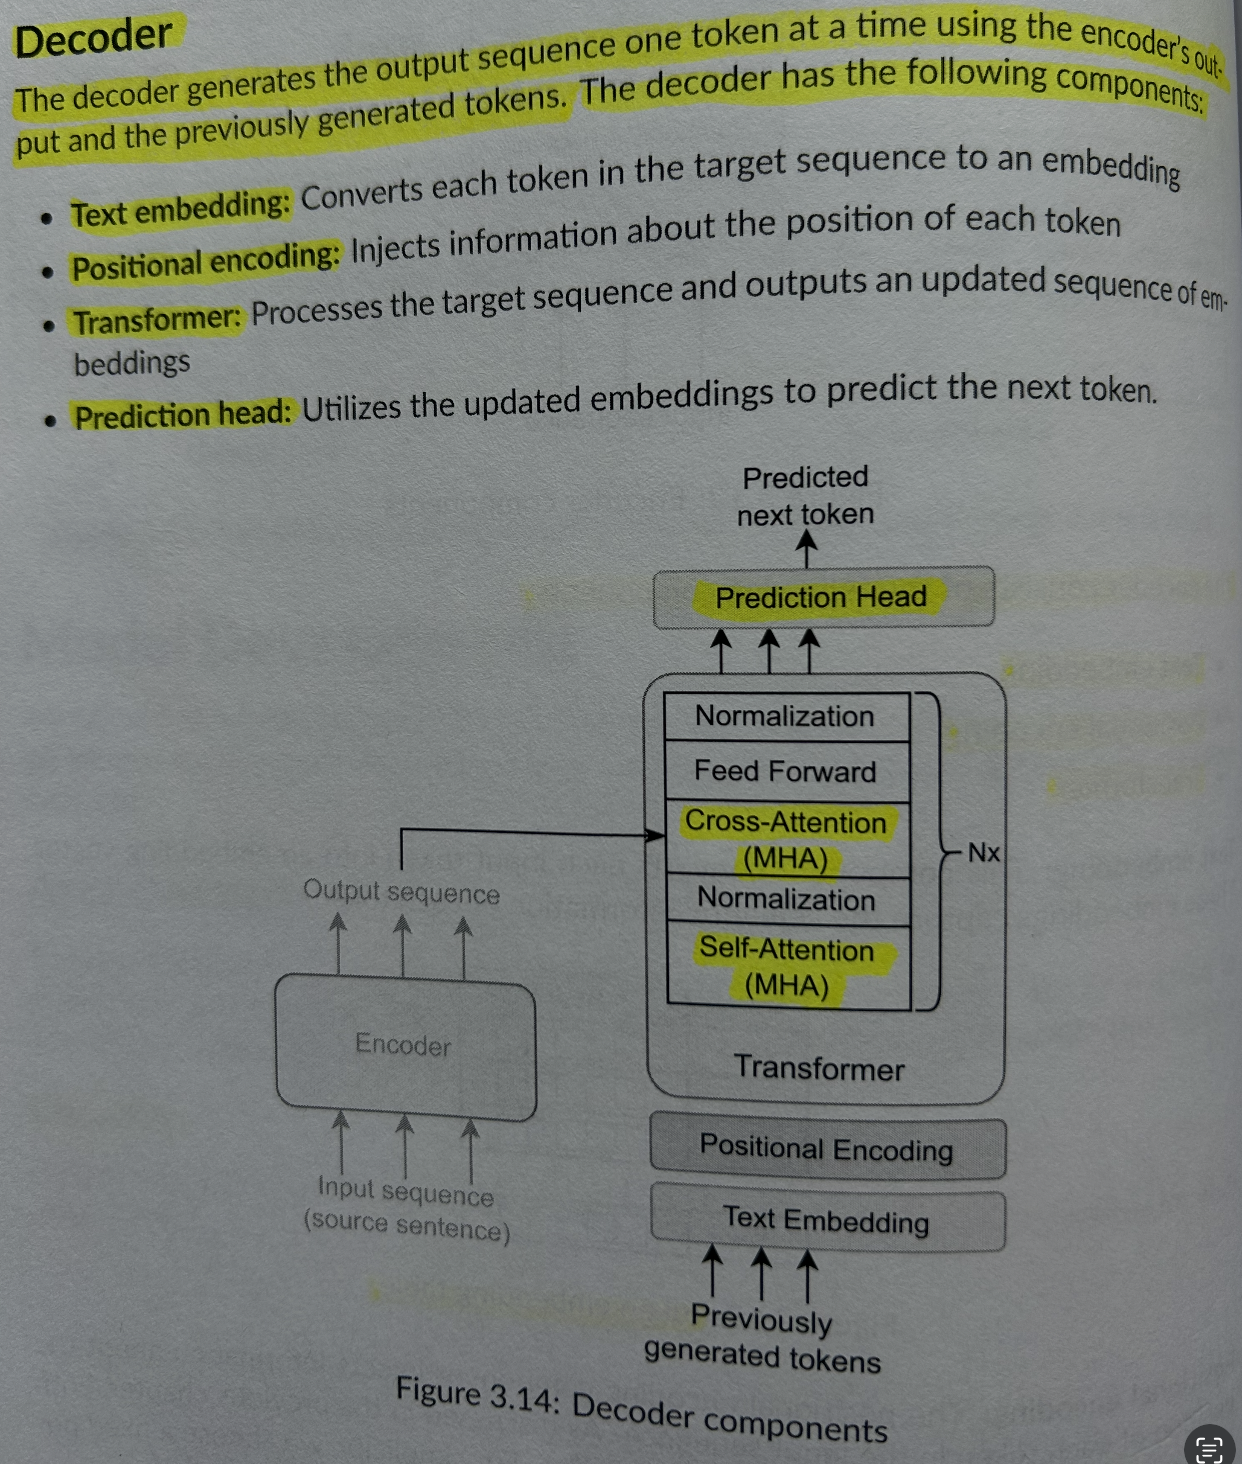 Decoder
The decoder generates the output sequence one token at a time using the encoder's out-
put and the previously generated tokens. The decoder has the following components:
• Text embedding: Converts each token in the target sequence to an embedding
• Positional encoding: Injects information about the position of each token
• Transformer: Processes the target sequence and outputs an updated sequence of em-
beddings
• Prediction head: Utilizes the updated embeddings to predict the next token.
Predicted
next token
Prediction Head
Normalization
Feed Forward
Cross-Attention
(MHA)
Nx
Normalization
Self-Attention
(MHA)
Transformer
Output sequence
Encoder
Input sequence
(source sentence)
Positional Encoding
Text Embedding
Previously
generated tokens
Figure 3.14: Decoder components